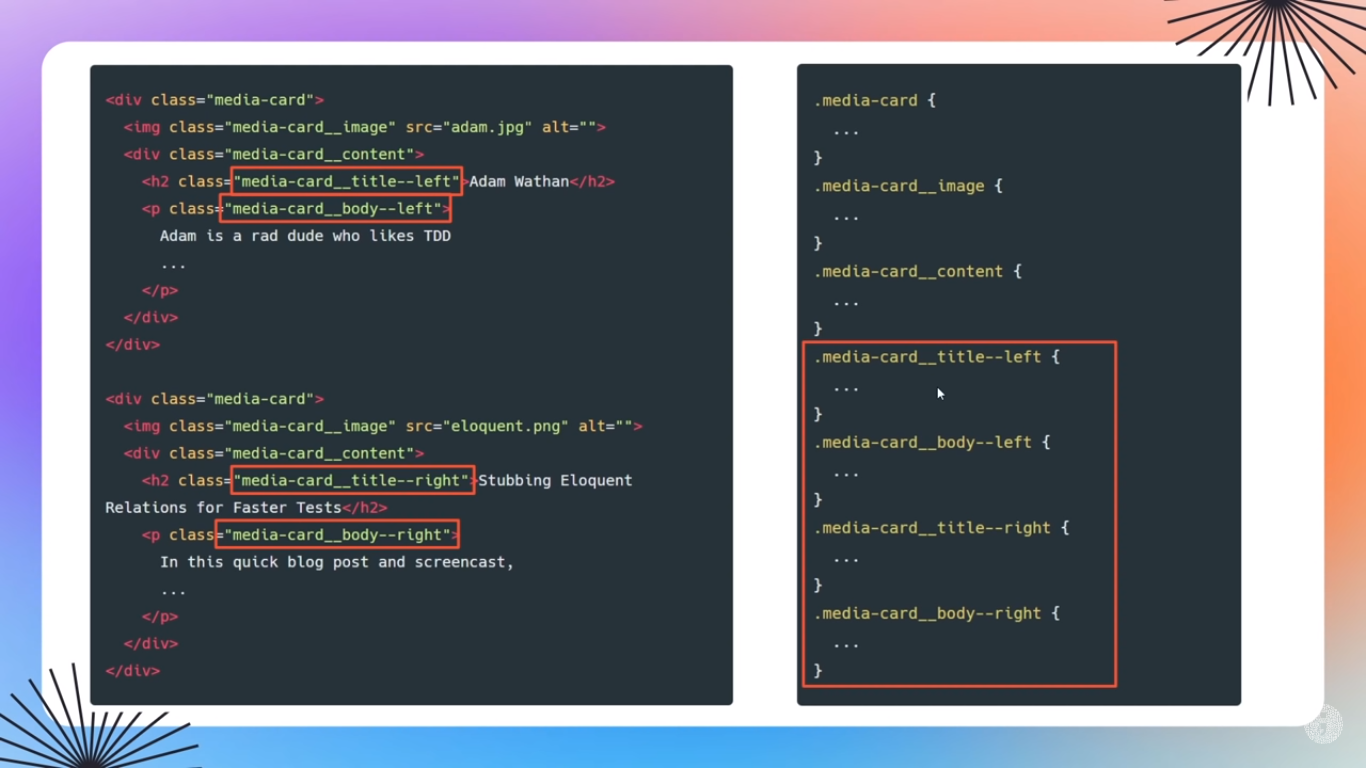 <div class="media-card">
<img class="media-card__image" src="adam.jpg" alt="">
<div class="media-card__content">
<h2 class="media-card__title--left">Adam Wathan</h2>
<p class="media-card__body--left">
Adam is a rad dude who likes TDD
...
</p>
</div>
</div>
<div class="media-card">
<img class="media-card__image" src="eloquent.png" alt="">
<div class="media-card__content">
<h2 class="media-card__title--right">Stubbing Eloquent
Relations for Faster Tests</h2>
<p class="media-card__body--right">
In this quick blog post and screencast,
...
</p>
</div>
</div>
.media-card {
...
}
.media-card__image {
...
}
.media-card__content {
...
}
.media-card__title--left {
...
}
.media-card__body--left {
...
}
.media-card__title--right {
...
}
.media-card__body--right {
...
}